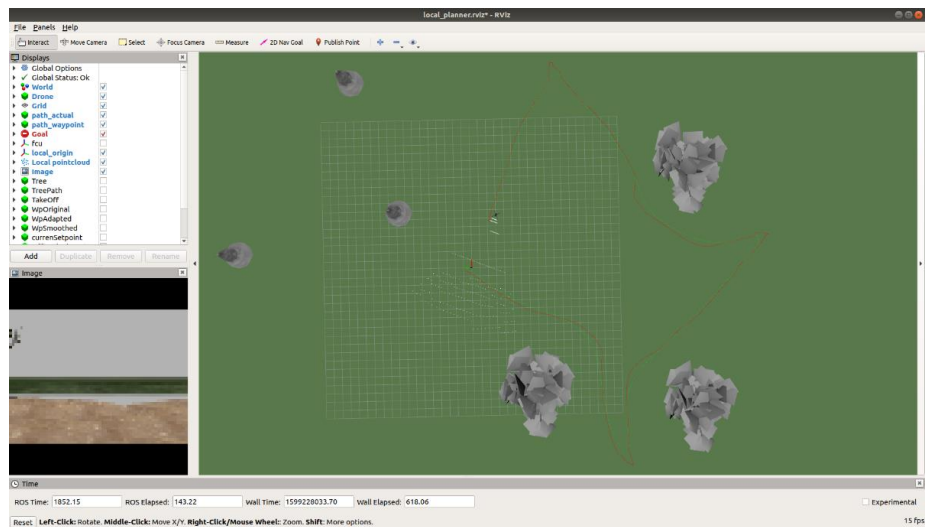 local_planner.rviz* - RViz
File Panels Help
Interact Move Camera Select Focus Camera Measure 2D Nav Goal Publish Point
Displays
Global Options
Global Status: Ok
World
Drone
Grid
path_actual
path_waypoint
Goal
fcu
local_origin
Local pointcloud
Image
Tree
TreePath
TakeOff
WpOriginal
WpAdapted
WpSmoothed
currenSetpoint
Add Duplicate Remove Rename
Image
Time
ROS Time: 1852.15 ROS Elapsed: 143.22 Wall Time: 1599228033.70 Wall Elapsed: 618.06 Experimental
Reset Left-Click: Rotate. Middle-Click: Move X/Y. Right-Click/Mouse Wheel: Zoom. Shift: More options. 15 fps